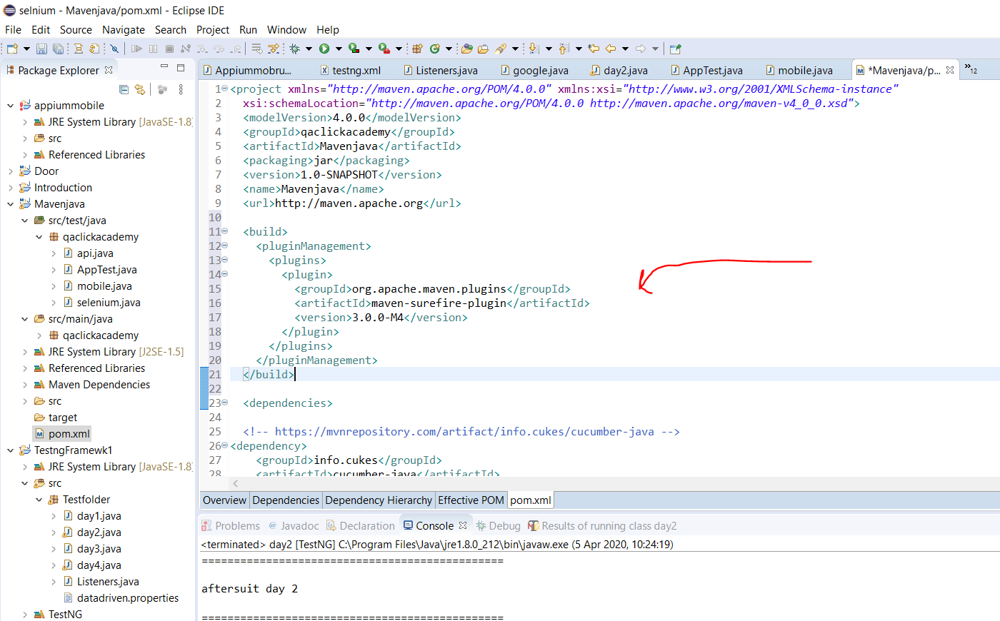 selnium - Mavenjava/pom.xml - Eclipse IDE
File Edit Source Navigate Search Project Run Window Help
Package Explorer
appiummobile
JRE System Library [JavaSE-1.8]
src
Referenced Libraries
Door
Introduction
Mavenjava
src/test/java
qaclickacademy
api.java
AppTest.java
mobile.java
selenium.java
src/main/java
qaclickacademy
JRE System Library [J2SE-1.5]
Referenced Libraries
Maven Dependencies
src
target
pom.xml
TestngFramewk1
JRE System Library [JavaSE-1.8]
src
Testfolder
day1.java
day2.java
day3.java
day4.java
Listeners.java
datadriven.properties
TestNG
Appiummobru... testng.xml Listeners.java google.java day2.java AppTest.java mobile.java *Mavenjava/p... »12
1 <project xmlns="http://maven.apache.org/POM/4.0.0" xmlns:xsi="http://www.w3.org/2001/XMLSchema-instance"
2 xsi:schemaLocation="http://maven.apache.org/POM/4.0.0 http://maven.apache.org/maven-v4_0_0.xsd">
3 <modelVersion>4.0.0</modelVersion>
4 <groupId>qaclickacademy</groupId>
5 <artifactId>Mavenjava</artifactId>
6 <packaging>jar</packaging>
7 <version>1.0-SNAPSHOT</version>
8 <name>Mavenjava</name>
9 <url>http://maven.apache.org</url>
10
11 <build>
12 <pluginManagement>
13 <plugins>
14 <plugin>
15 <groupId>org.apache.maven.plugins</groupId>
16 <artifactId>maven-surefire-plugin</artifactId>
17 <version>3.0.0-M4</version>
18 </plugin>
19 </plugins>
20 </pluginManagement>
21 </build>
22
23 <dependencies>
24
25 <!-- https://mvnrepository.com/artifact/info.cukes/cucumber-java -->
26 <dependency>
27 <groupId>info.cukes</groupId>
28 <artifactId>cucumber-java</artifactId>
Overview Dependencies Dependency Hierarchy Effective POM pom.xml
Problems Javadoc Declaration Console Debug Results of running class day2
<terminated> day2 [TestNG] C:\Program Files\Java\jre1.8.0_212\bin\javaw.exe (5 Apr 2020, 10:24:19)
===============================================
aftersuit day 2
===============================================